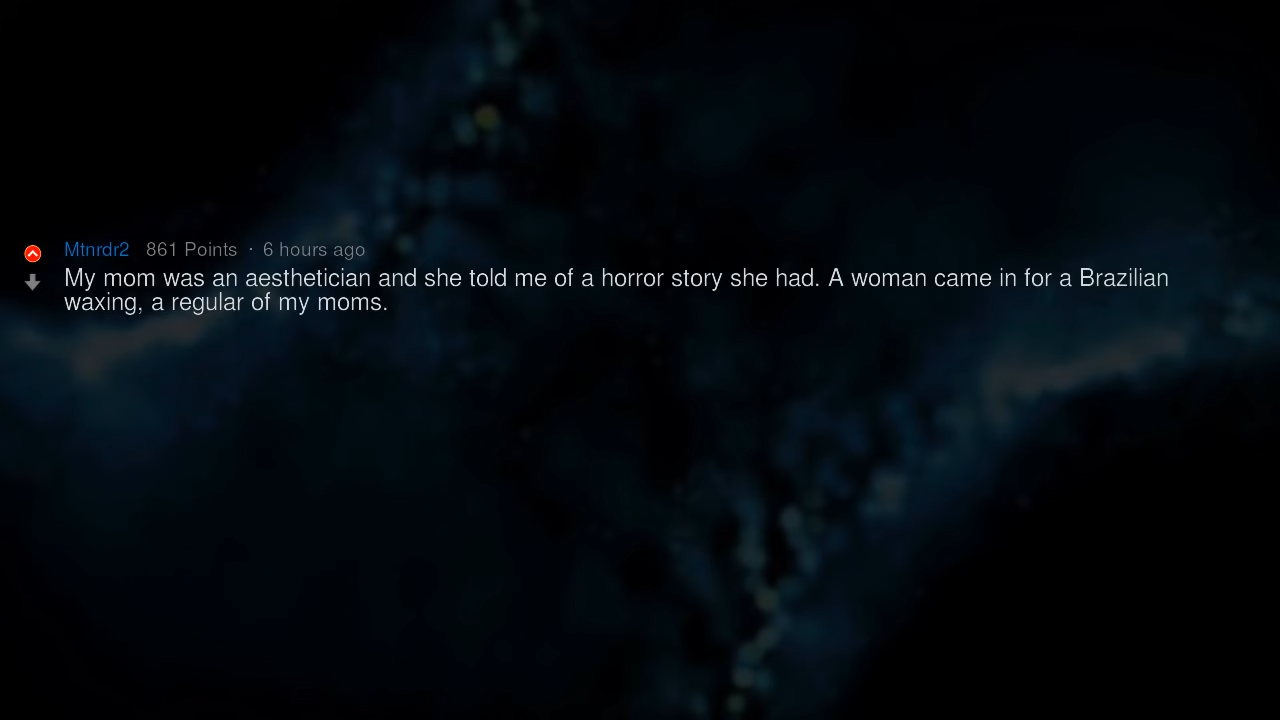 Mtnrdr2 861 Points · 6 hours ago
My mom was an aesthetician and she told me of a horror story she had. A woman came in for a Brazilian
waxing, a regular of my moms.